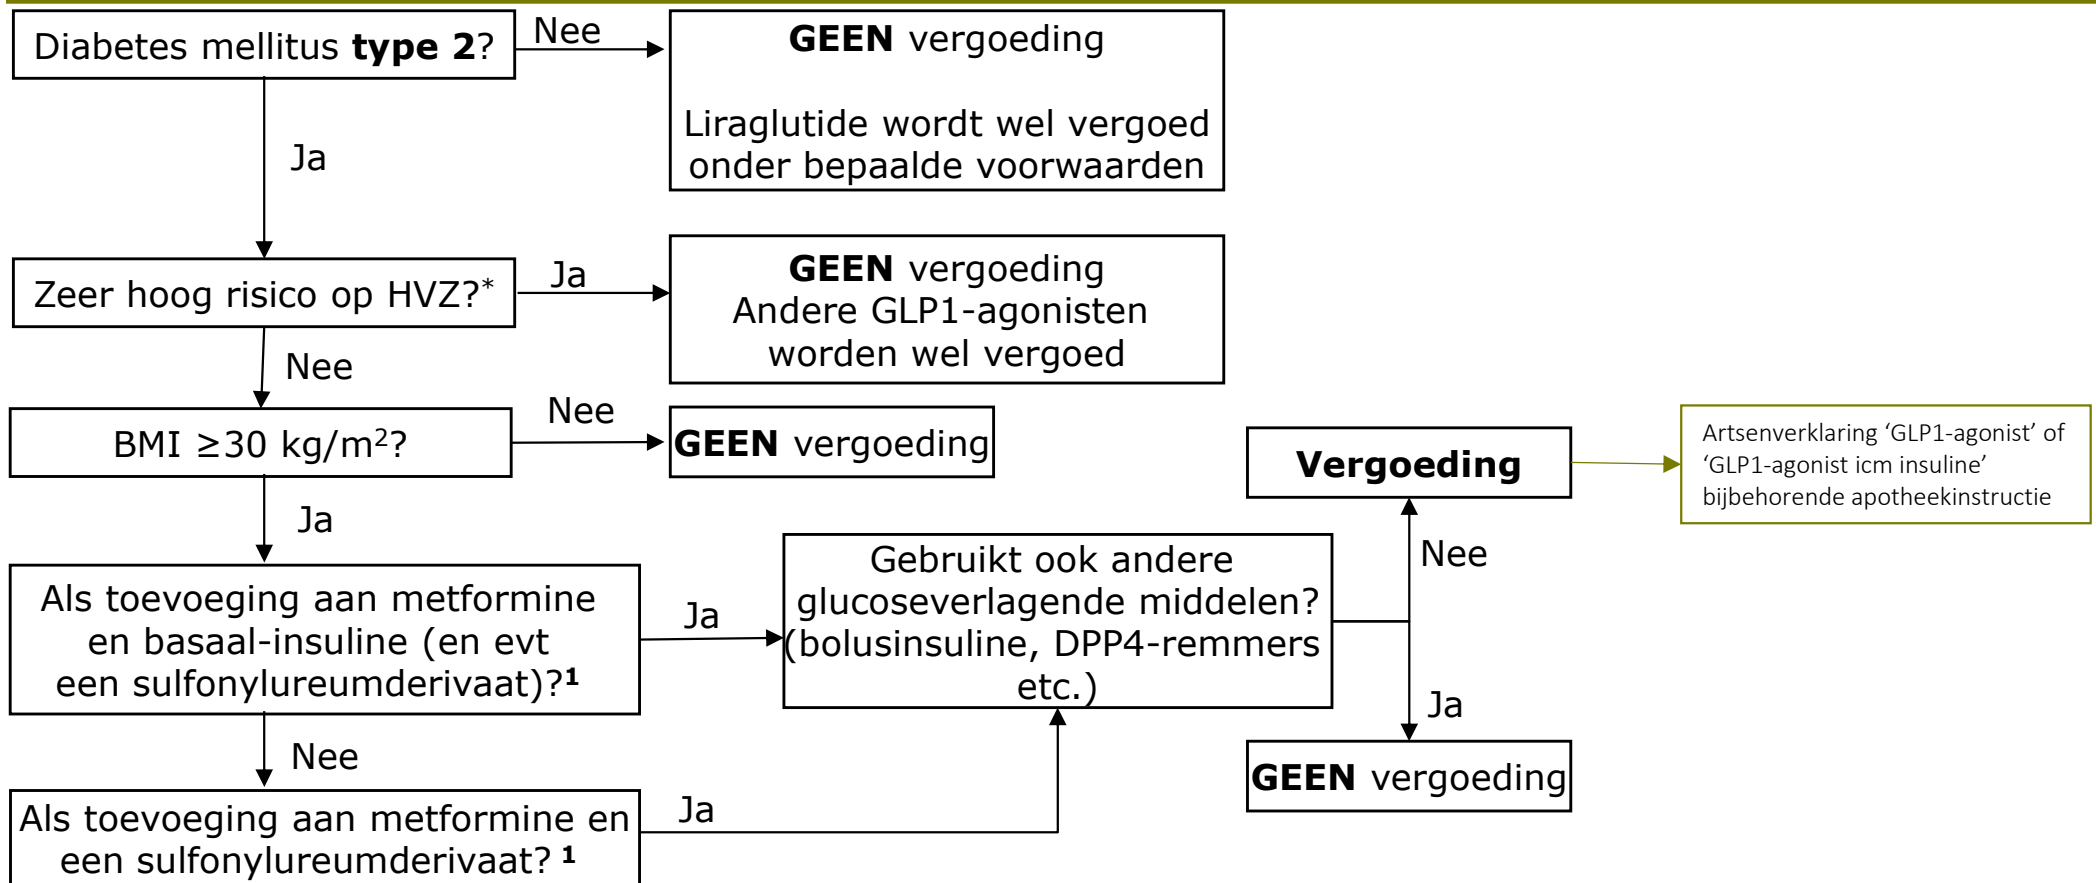 Diabetes mellitus type 2?
Nee
GEEN vergoeding
Liraglutide wordt wel vergoed
onder bepaalde voorwaarden
Ja
Zeer hoog risico op HVZ?*
Ja
GEEN vergoeding
Andere GLP1-agonisten
worden wel vergoed
Nee
BMI ≥30 kg/m²?
Nee
GEEN vergoeding
Ja
Als toevoeging aan metformine
en basaal-insuline (en evt
een sulfonylureumderivaat)?¹
Ja
Gebruikt ook andere
glucoseverlagende middelen?
(bolusinsuline, DPP4-remmers
etc.)
Nee
Vergoeding
Artsenverklaring ‘GLP1-agonist’ of
‘GLP1-agonist icm insuline’
bijbehorende apotheekinstructie
Ja
GEEN vergoeding
Nee
Als toevoeging aan metformine en
een sulfonylureumderivaat? ¹
Ja